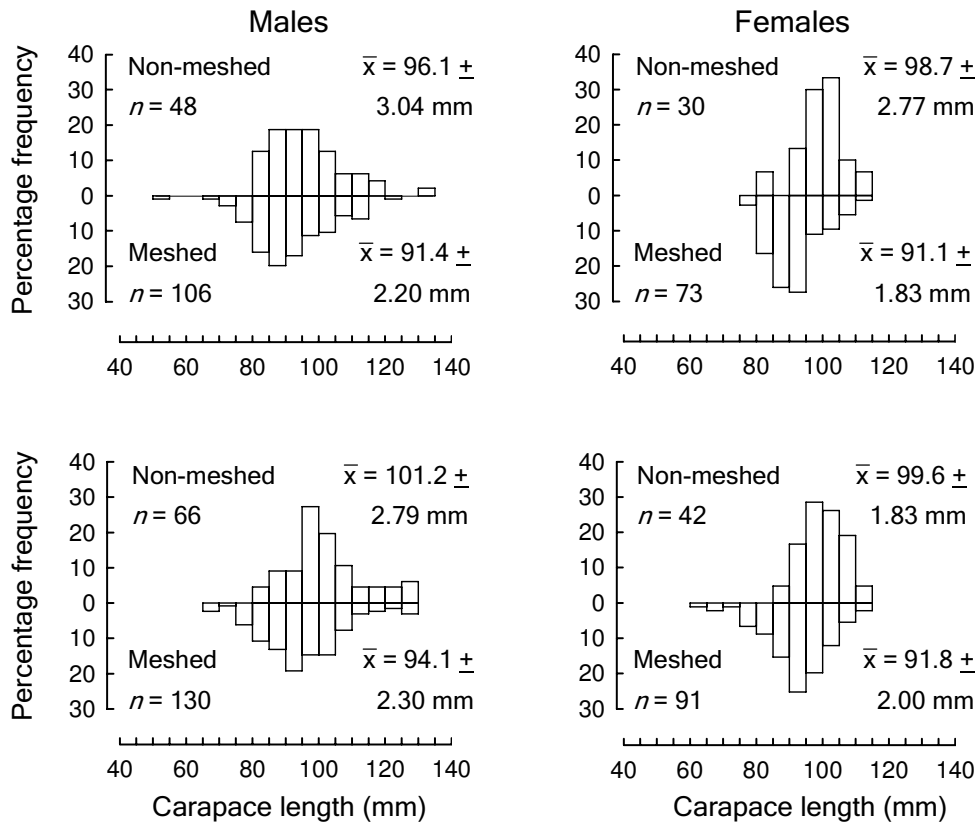 Males
Females
Percentage frequency
40
30
20
10
0
10
20
30
Non-meshed
n = 48
x̄ = 96.1 ±
3.04 mm
Meshed
n = 106
x̄ = 91.4 ±
2.20 mm
40 60 80 100 120 140
40
30
20
10
0
10
20
30
Non-meshed
n = 30
x̄ = 98.7 ±
2.77 mm
Meshed
n = 73
x̄ = 91.1 ±
1.83 mm
40 60 80 100 120 140
Percentage frequency
40
30
20
10
0
10
20
30
Non-meshed
n = 66
x̄ = 101.2 ±
2.79 mm
Meshed
n = 130
x̄ = 94.1 ±
2.30 mm
40 60 80 100 120 140
Carapace length (mm)
40
30
20
10
0
10
20
30
Non-meshed
n = 42
x̄ = 99.6 ±
1.83 mm
Meshed
n = 91
x̄ = 91.8 ±
2.00 mm
40 60 80 100 120 140
Carapace length (mm)